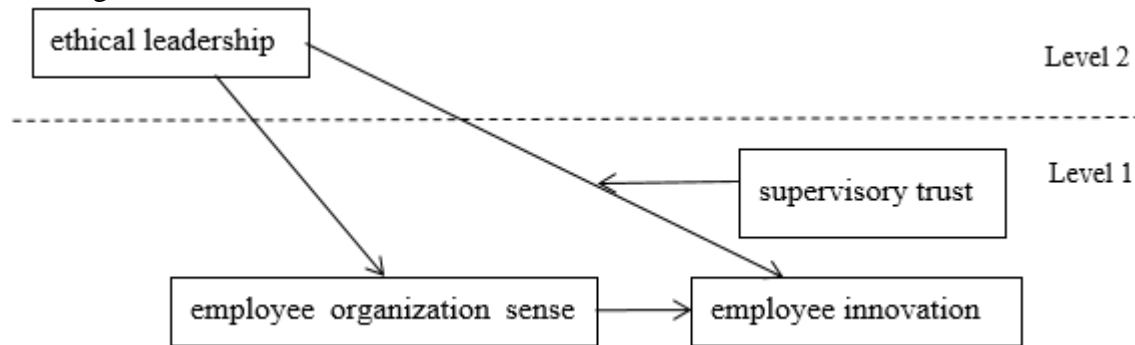 ethical leadership
Level 2
Level 1
supervisory trust
employee organization sense
employee innovation